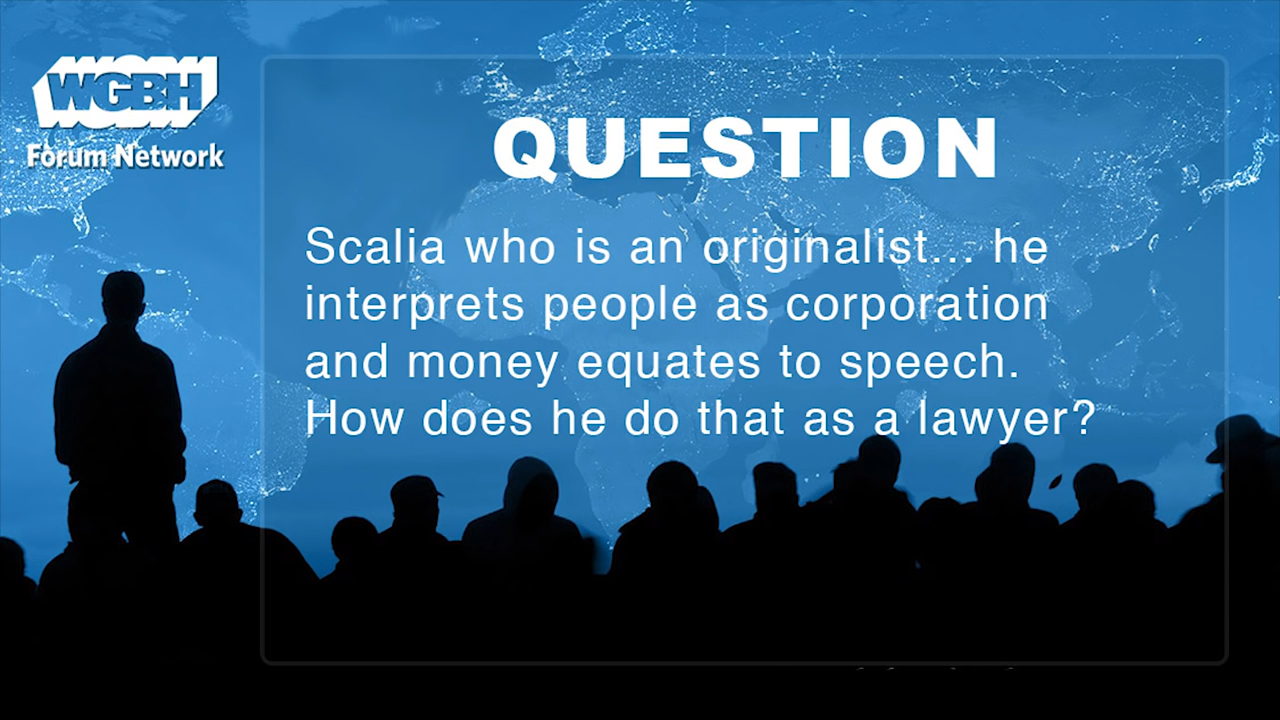 WGBH
Forum Network
QUESTION
Scalia who is an originalist... he
interprets people as corporation
and money equates to speech.
How does he do that as a lawyer?